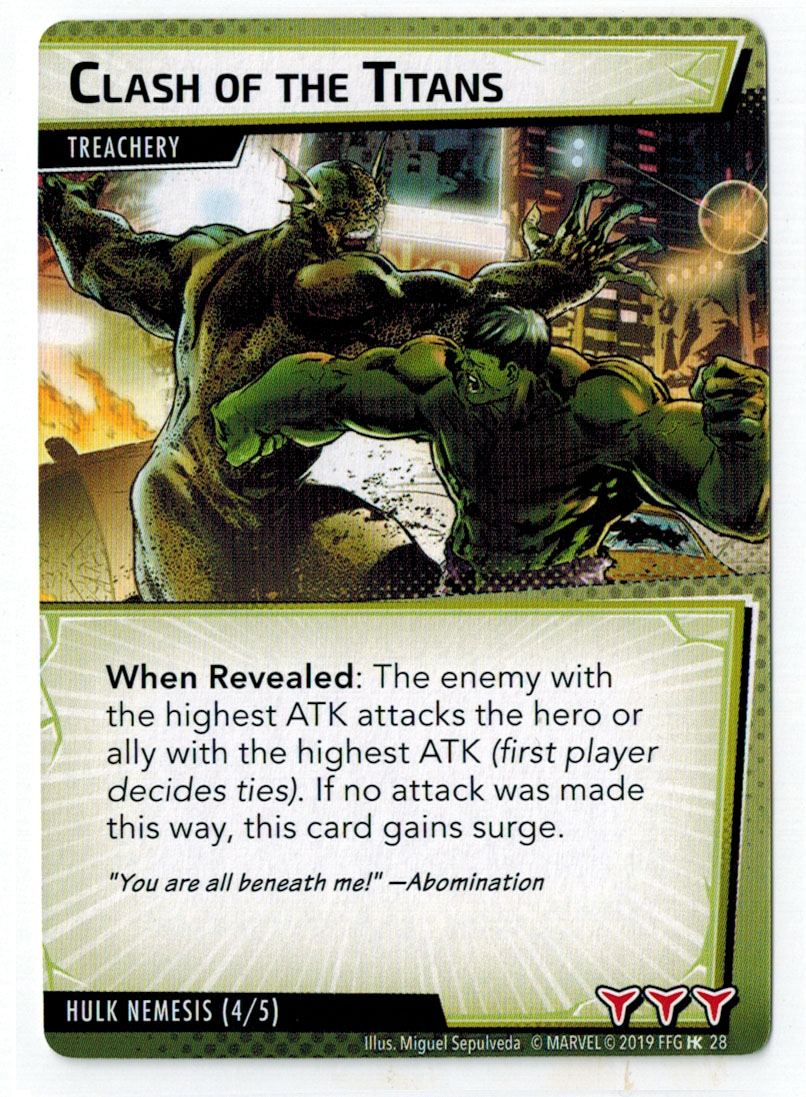 CLASH OF THE TITANS
TREACHERY
When Revealed: The enemy with
the highest ATK attacks the hero or
ally with the highest ATK (first player
decides ties). If no attack was made
this way, this card gains surge.
"You are all beneath me!" —Abomination
HULK NEMESIS (4/5)
Illus. Miguel Sepulveda © MARVEL © 2019 FFG HK 28